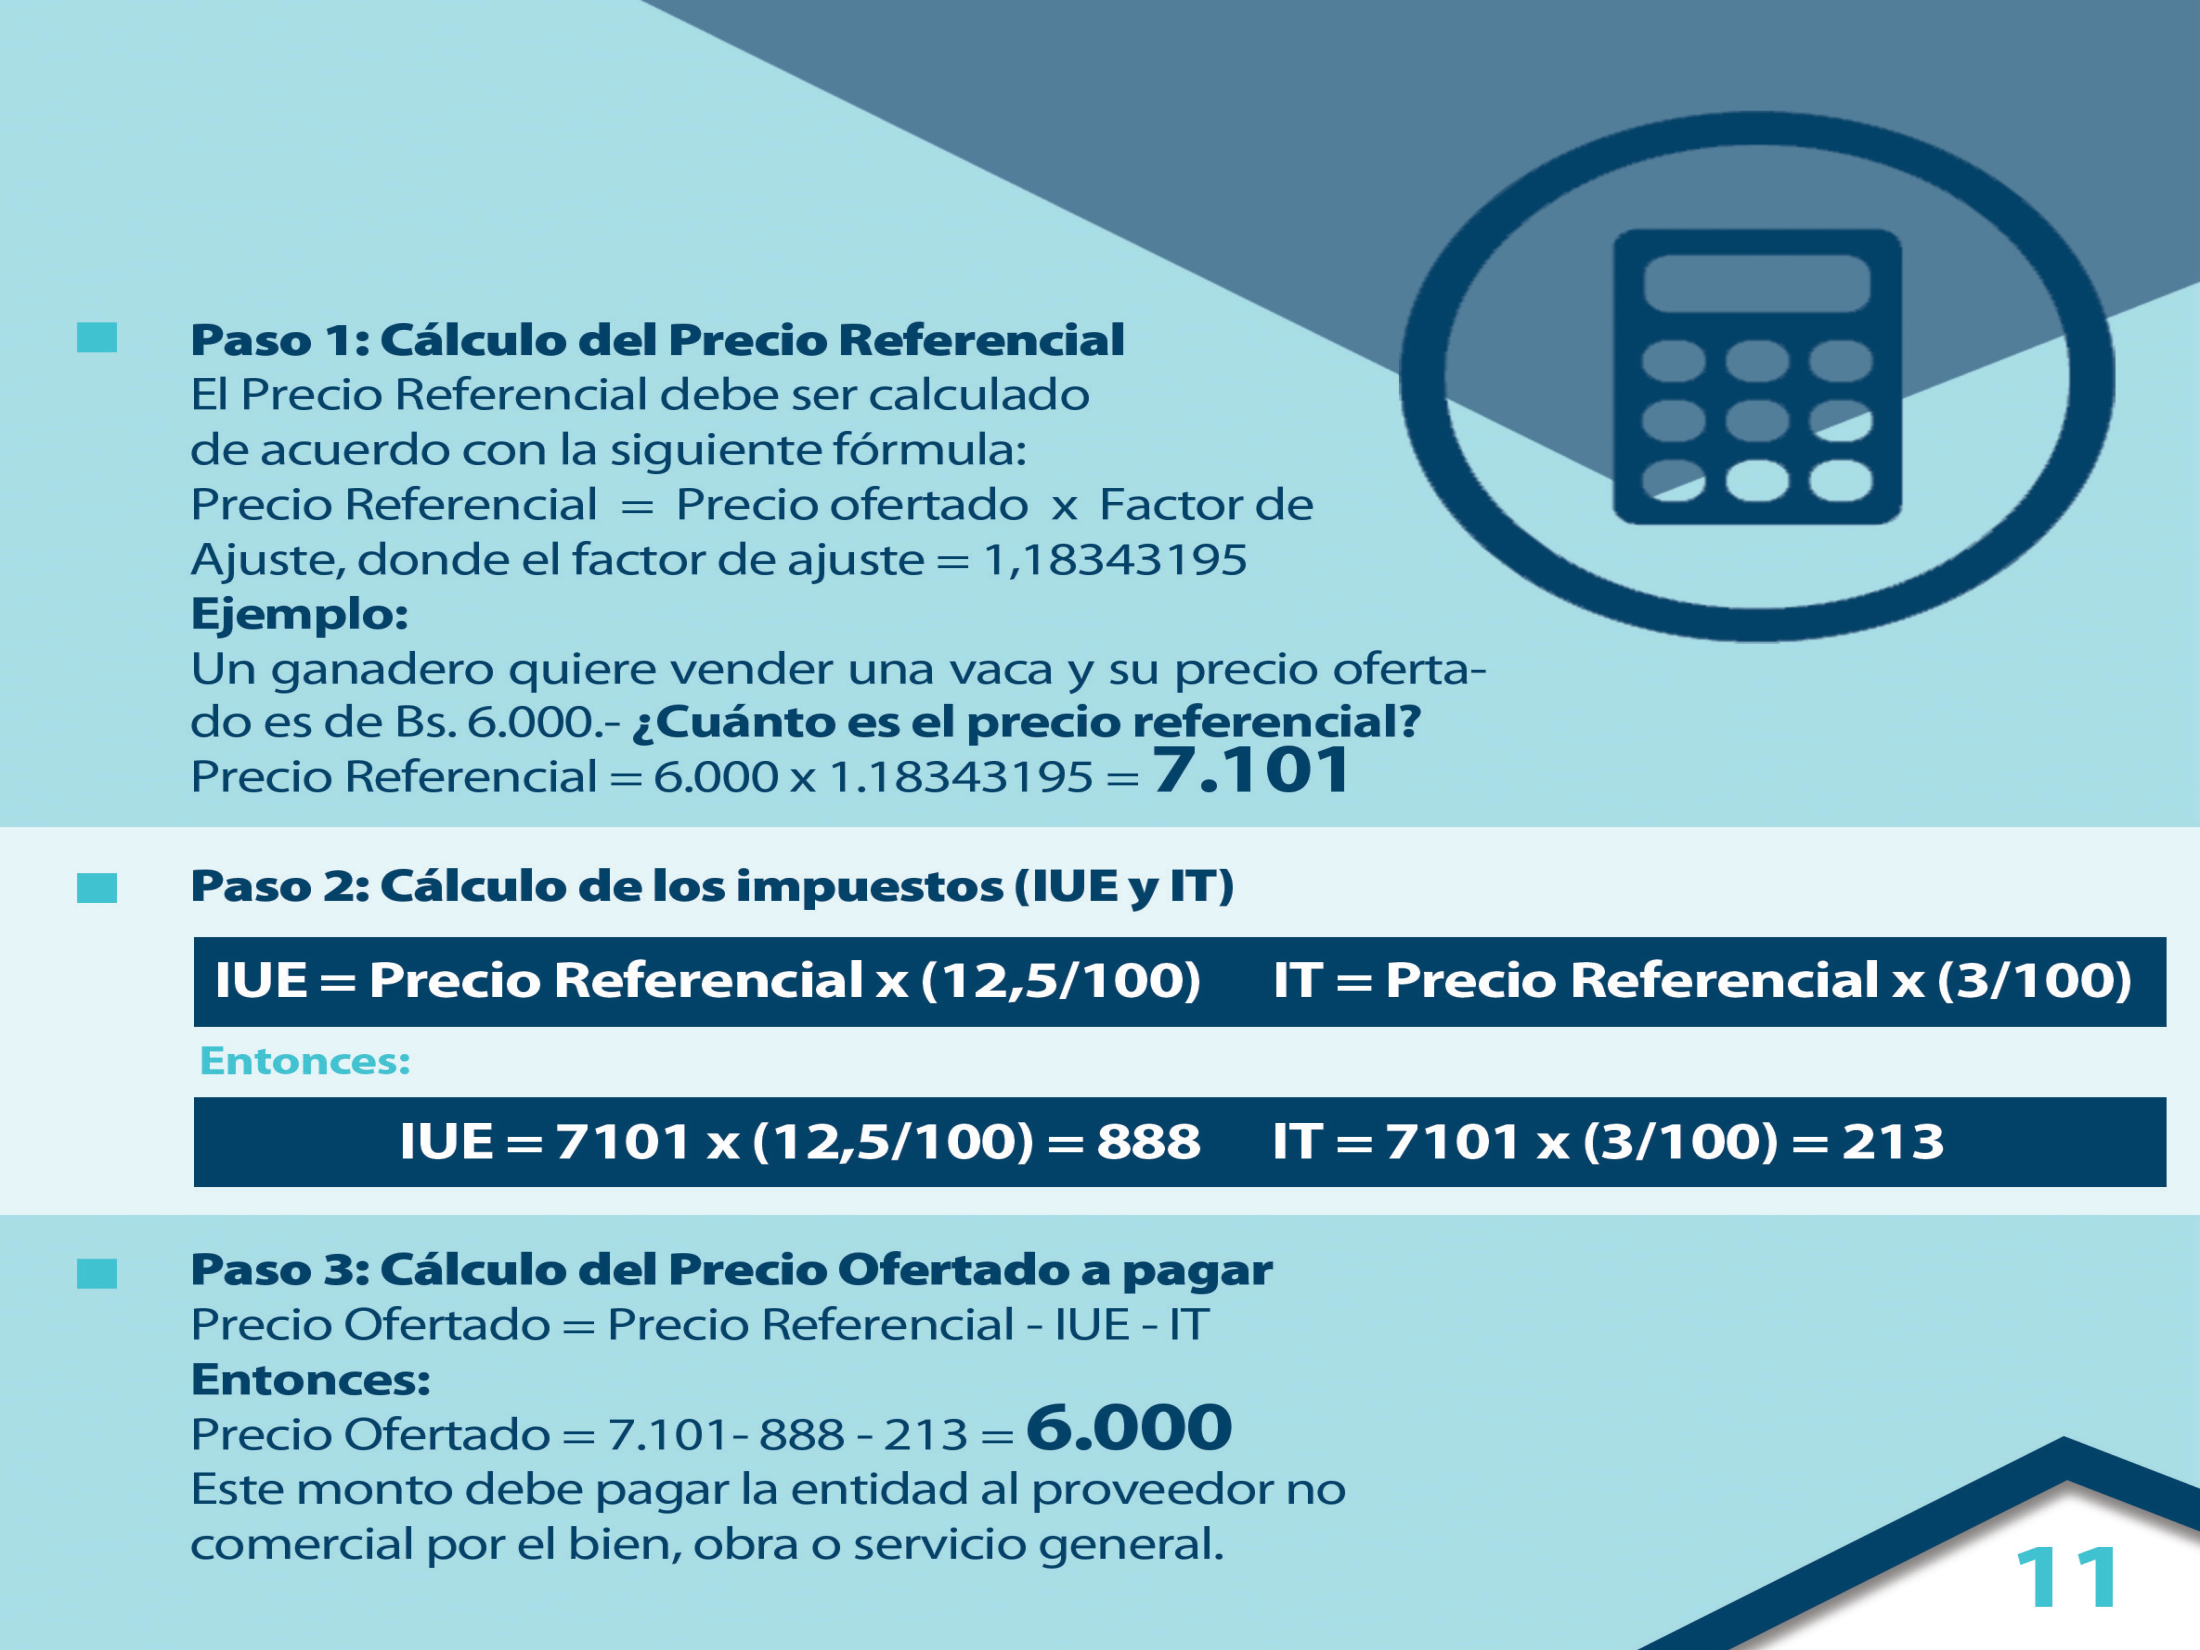 Paso 1: Cálculo del Precio Referencial
El Precio Referencial debe ser calculado
de acuerdo con la siguiente fórmula:
Precio Referencial = Precio ofertado x Factor de
Ajuste, donde el factor de ajuste = 1,18343195
Ejemplo:
Un ganadero quiere vender una vaca y su precio oferta-
do es de Bs. 6.000.- ¿Cuánto es el precio referencial?
Precio Referencial = 6.000 x 1.18343195 = 7.101
Paso 2: Cálculo de los impuestos (IUE y IT)
IUE = Precio Referencial x (12,5/100) IT = Precio Referencial x (3/100)
Entonces:
IUE = 7101 x (12,5/100) = 888 IT = 7101 x (3/100) = 213
Paso 3: Cálculo del Precio Ofertado a pagar
Precio Ofertado = Precio Referencial - IUE - IT
Entonces:
Precio Ofertado = 7.101- 888 - 213 = 6.000
Este monto debe pagar la entidad al proveedor no
comercial por el bien, obra o servicio general.
11